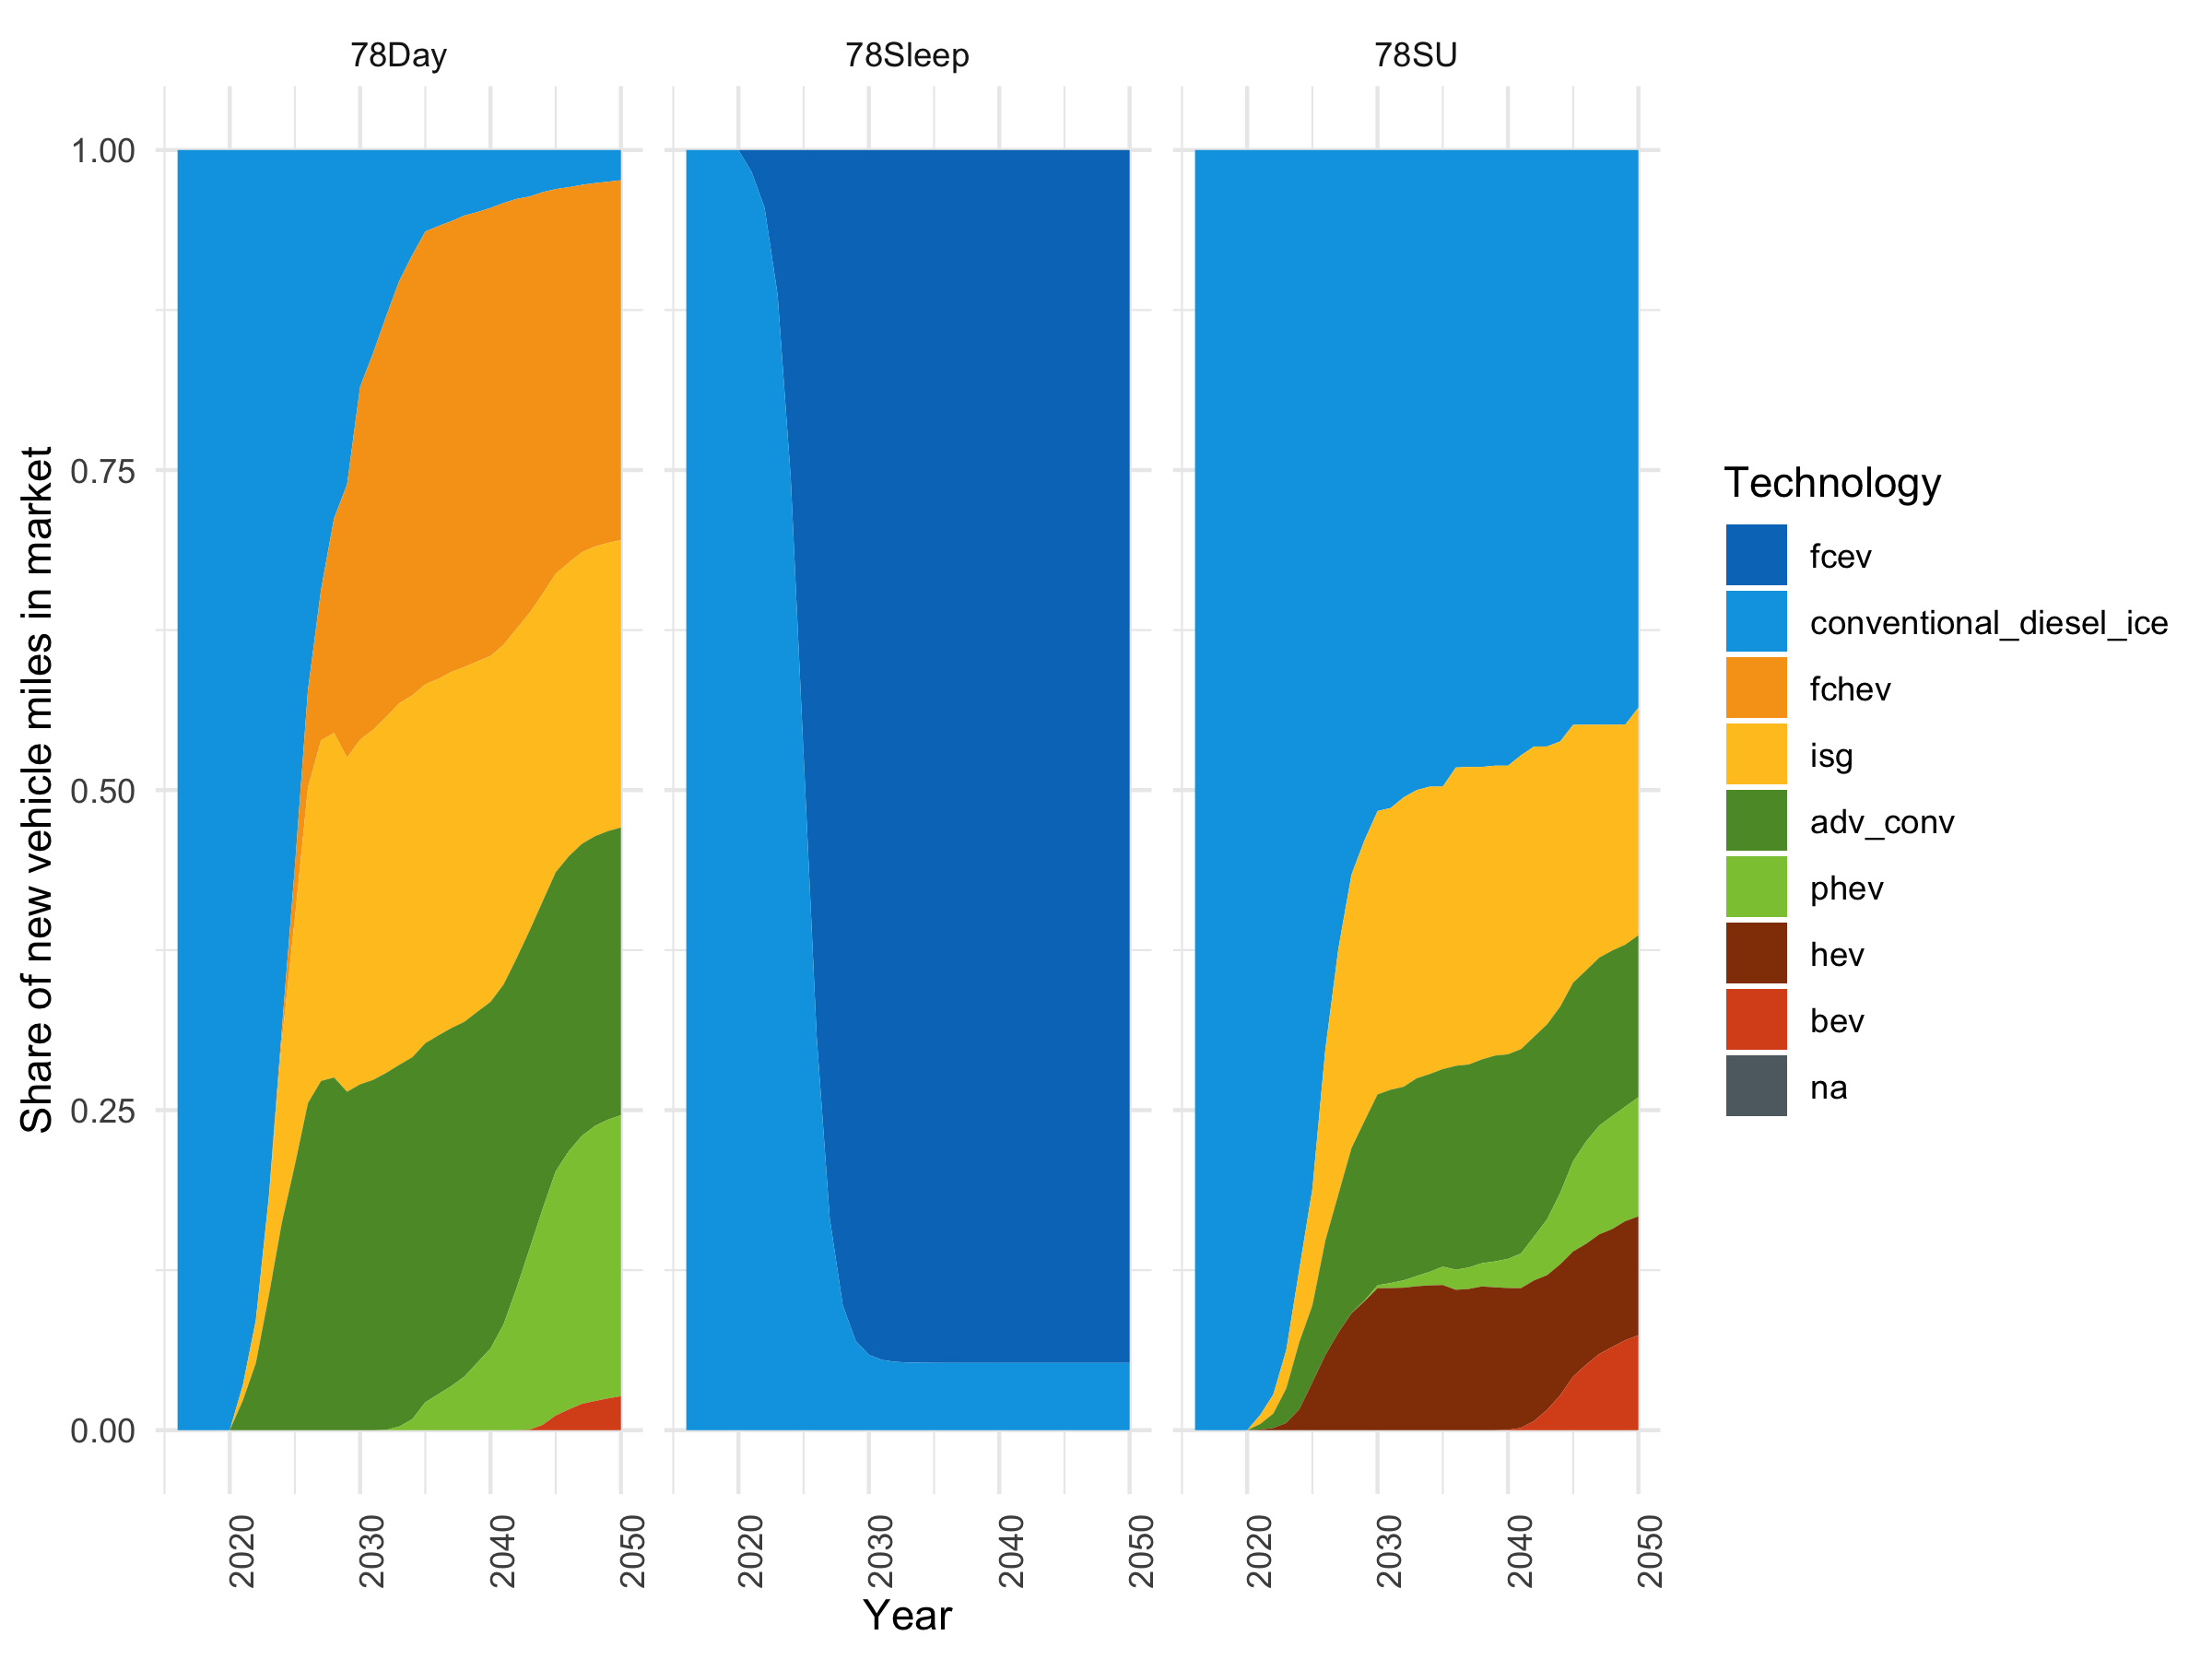 78Day
78Sleep
78SU
Share of new vehicle miles in market
1.00
0.75
0.50
0.25
0.00
2020
2030
2040
2050
2020
2030
2040
2050
2020
2030
2040
2050
Year
Technology
fcev
conventional_diesel_ice
fchev
isg
adv_conv
phev
hev
bev
na